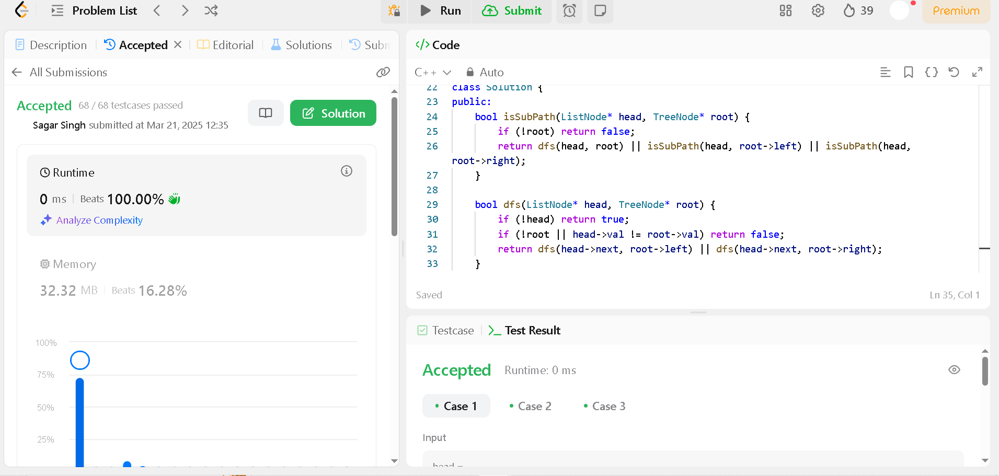 Problem List
Run
Submit
39
Premium
Description
Accepted
Editorial
Solutions
All Submissions
Accepted 68 / 68 testcases passed
Sagar Singh submitted at Mar 21, 2025 12:35
Solution
Runtime
0 ms
Beats 100.00%
Analyze Complexity
Memory
32.32 MB
Beats 16.28%
100%
75%
50%
25%
</> Code
C++
Auto
22 class Solution {
23 public:
24 bool isSubPath(ListNode* head, TreeNode* root) {
25 if (!root) return false;
26 return dfs(head, root) || isSubPath(head, root->left) || isSubPath(head,
root->right);
27 }
28
29 bool dfs(ListNode* head, TreeNode* root) {
30 if (!head) return true;
31 if (!root || head->val != root->val) return false;
32 return dfs(head->next, root->left) || dfs(head->next, root->right);
33 }
Saved
Ln 35, Col 1
Testcase
Test Result
Accepted Runtime: 0 ms
Case 1
Case 2
Case 3
Input
head =